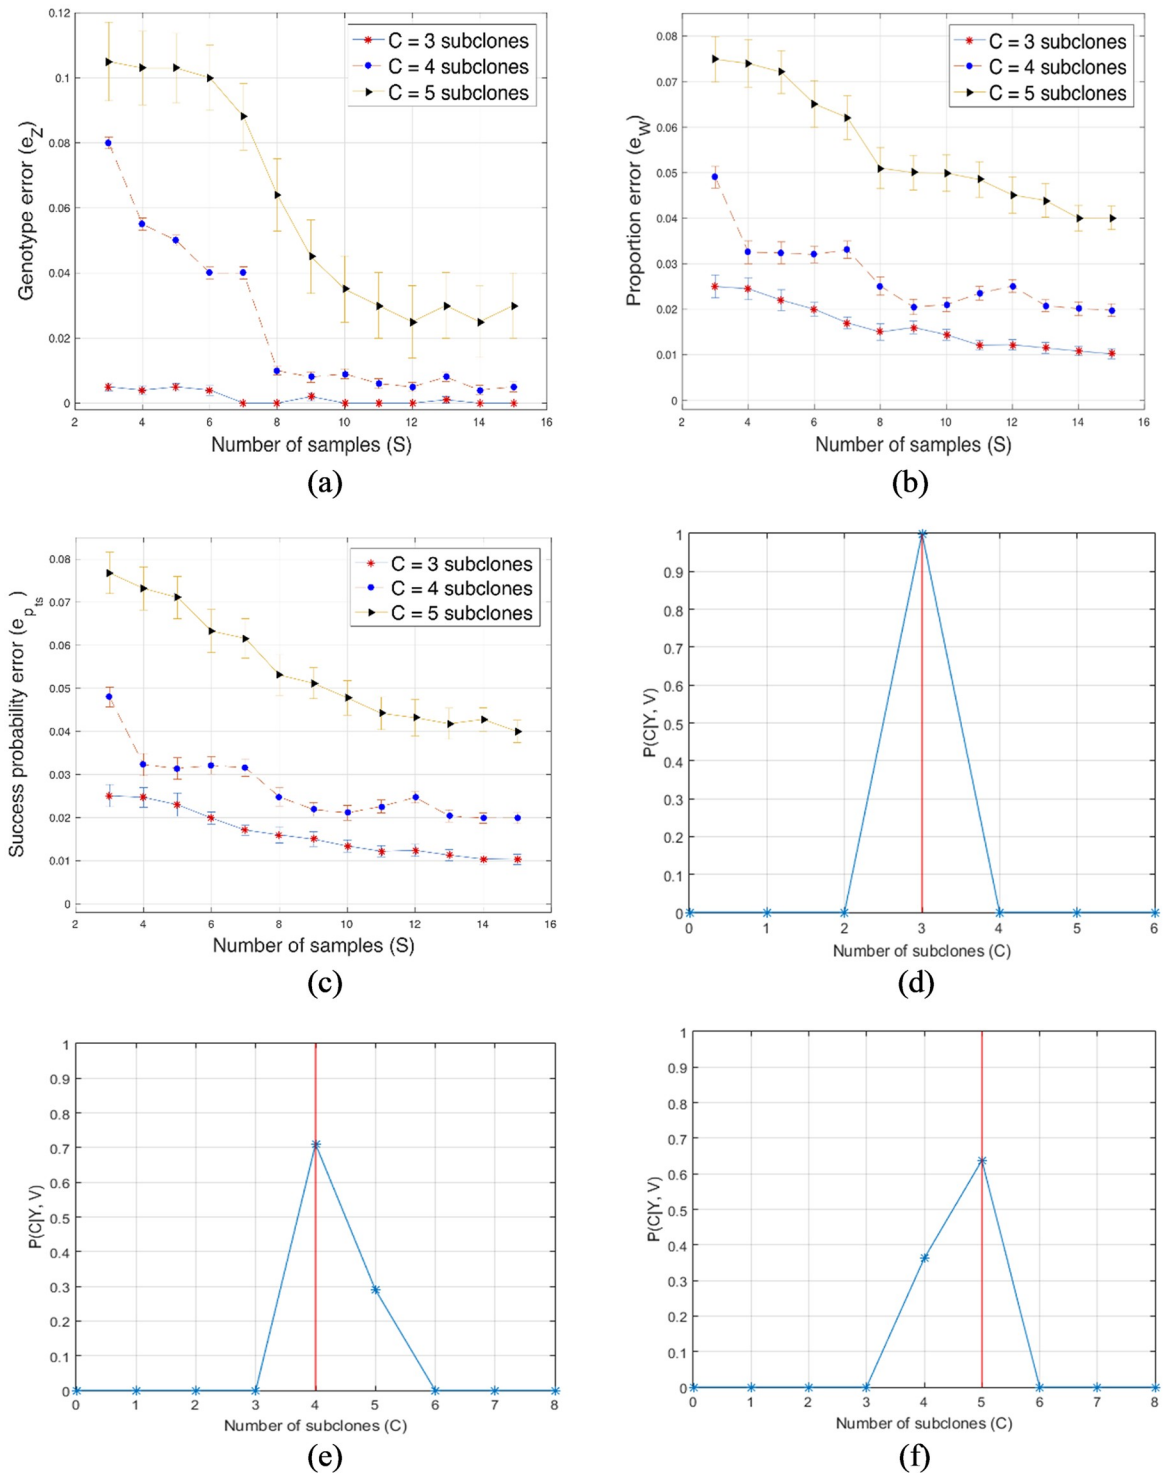 0.12
0.1
0.08
0.06
0.04
0.02
0
Genotype error (eZ)
C = 3 subclones
C = 4 subclones
C = 5 subclones
2 4 6 8 10 12 14 16
Number of samples (S)
(a)
0.08
0.07
0.06
0.05
0.04
0.03
0.02
0.01
0
Proportion error (eW)
C = 3 subclones
C = 4 subclones
C = 5 subclones
2 4 6 8 10 12 14 16
Number of samples (S)
(b)
0.08
0.07
0.06
0.05
0.04
0.03
0.02
0.01
0
Success probability error (epts)
C = 3 subclones
C = 4 subclones
C = 5 subclones
2 4 6 8 10 12 14 16
Number of samples (S)
(c)
1
0.9
0.8
0.7
0.6
0.5
0.4
0.3
0.2
0.1
0
P(C|Y, V)
0 1 2 3 4 5 6
Number of subclones (C)
(d)
1
0.9
0.8
0.7
0.6
0.5
0.4
0.3
0.2
0.1
0
P(C|Y, V)
0 1 2 3 4 5 6 7 8
Number of subclones (C)
(e)
1
0.9
0.8
0.7
0.6
0.5
0.4
0.3
0.2
0.1
0
P(C|Y, V)
0 1 2 3 4 5 6 7 8
Number of subclones (C)
(f)